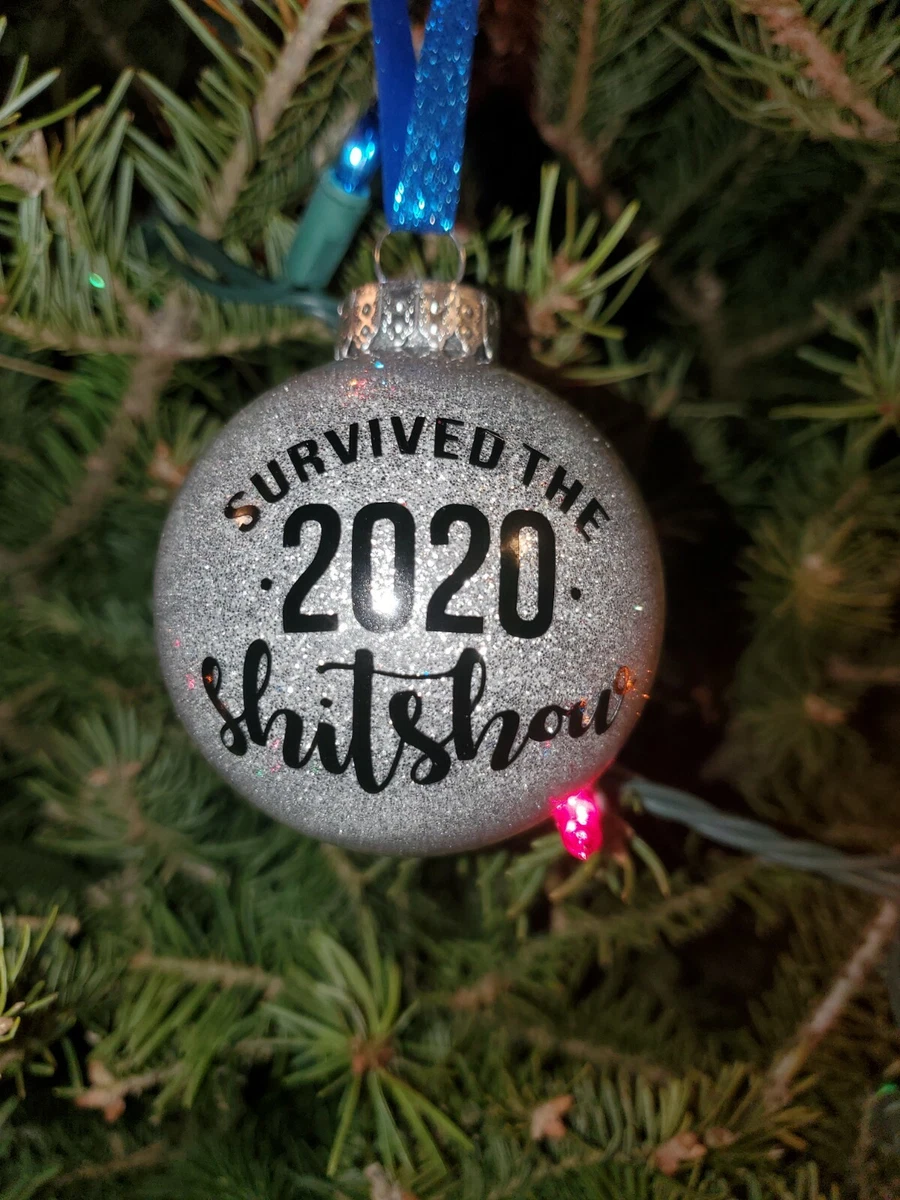 SURVIVED THE
·2020·
shitshow